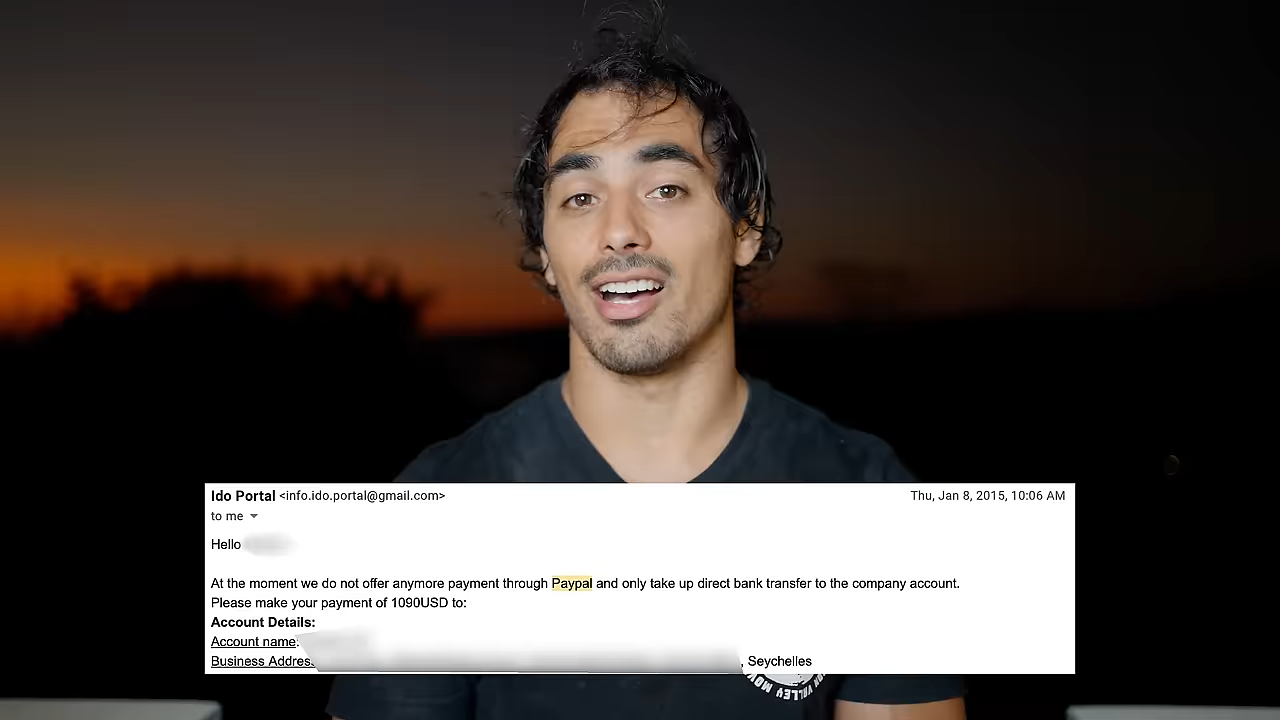 Ido Portal <info.ido.portal@gmail.com> Thu, Jan 8, 2015, 10:06 AM
to me
Hello
At the moment we do not offer anymore payment through Paypal and only take up direct bank transfer to the company account.
Please make your payment of 1090USD to:
Account Details:
Account name:
Business Address
, Seychelles
VALLEY MOV